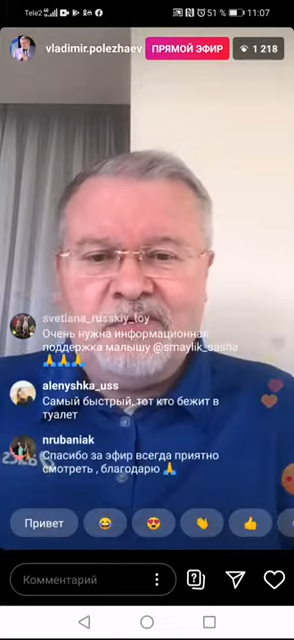 Tele2
51 %
11:07
vladimir.polezhaev
ПРЯМОЙ ЭФИР
1 218
svetlana_russkiy_toy
Очень нужна информационная
поддержка малышу @smaylik_sasha
🙏🙏🙏
alenyshka_uss
Самый быстрый, тот кто бежит в
туалет
nrubaniak
Спасибо за эфир всегда приятно
смотреть , благодарю 🙏
Привет
Комментарий